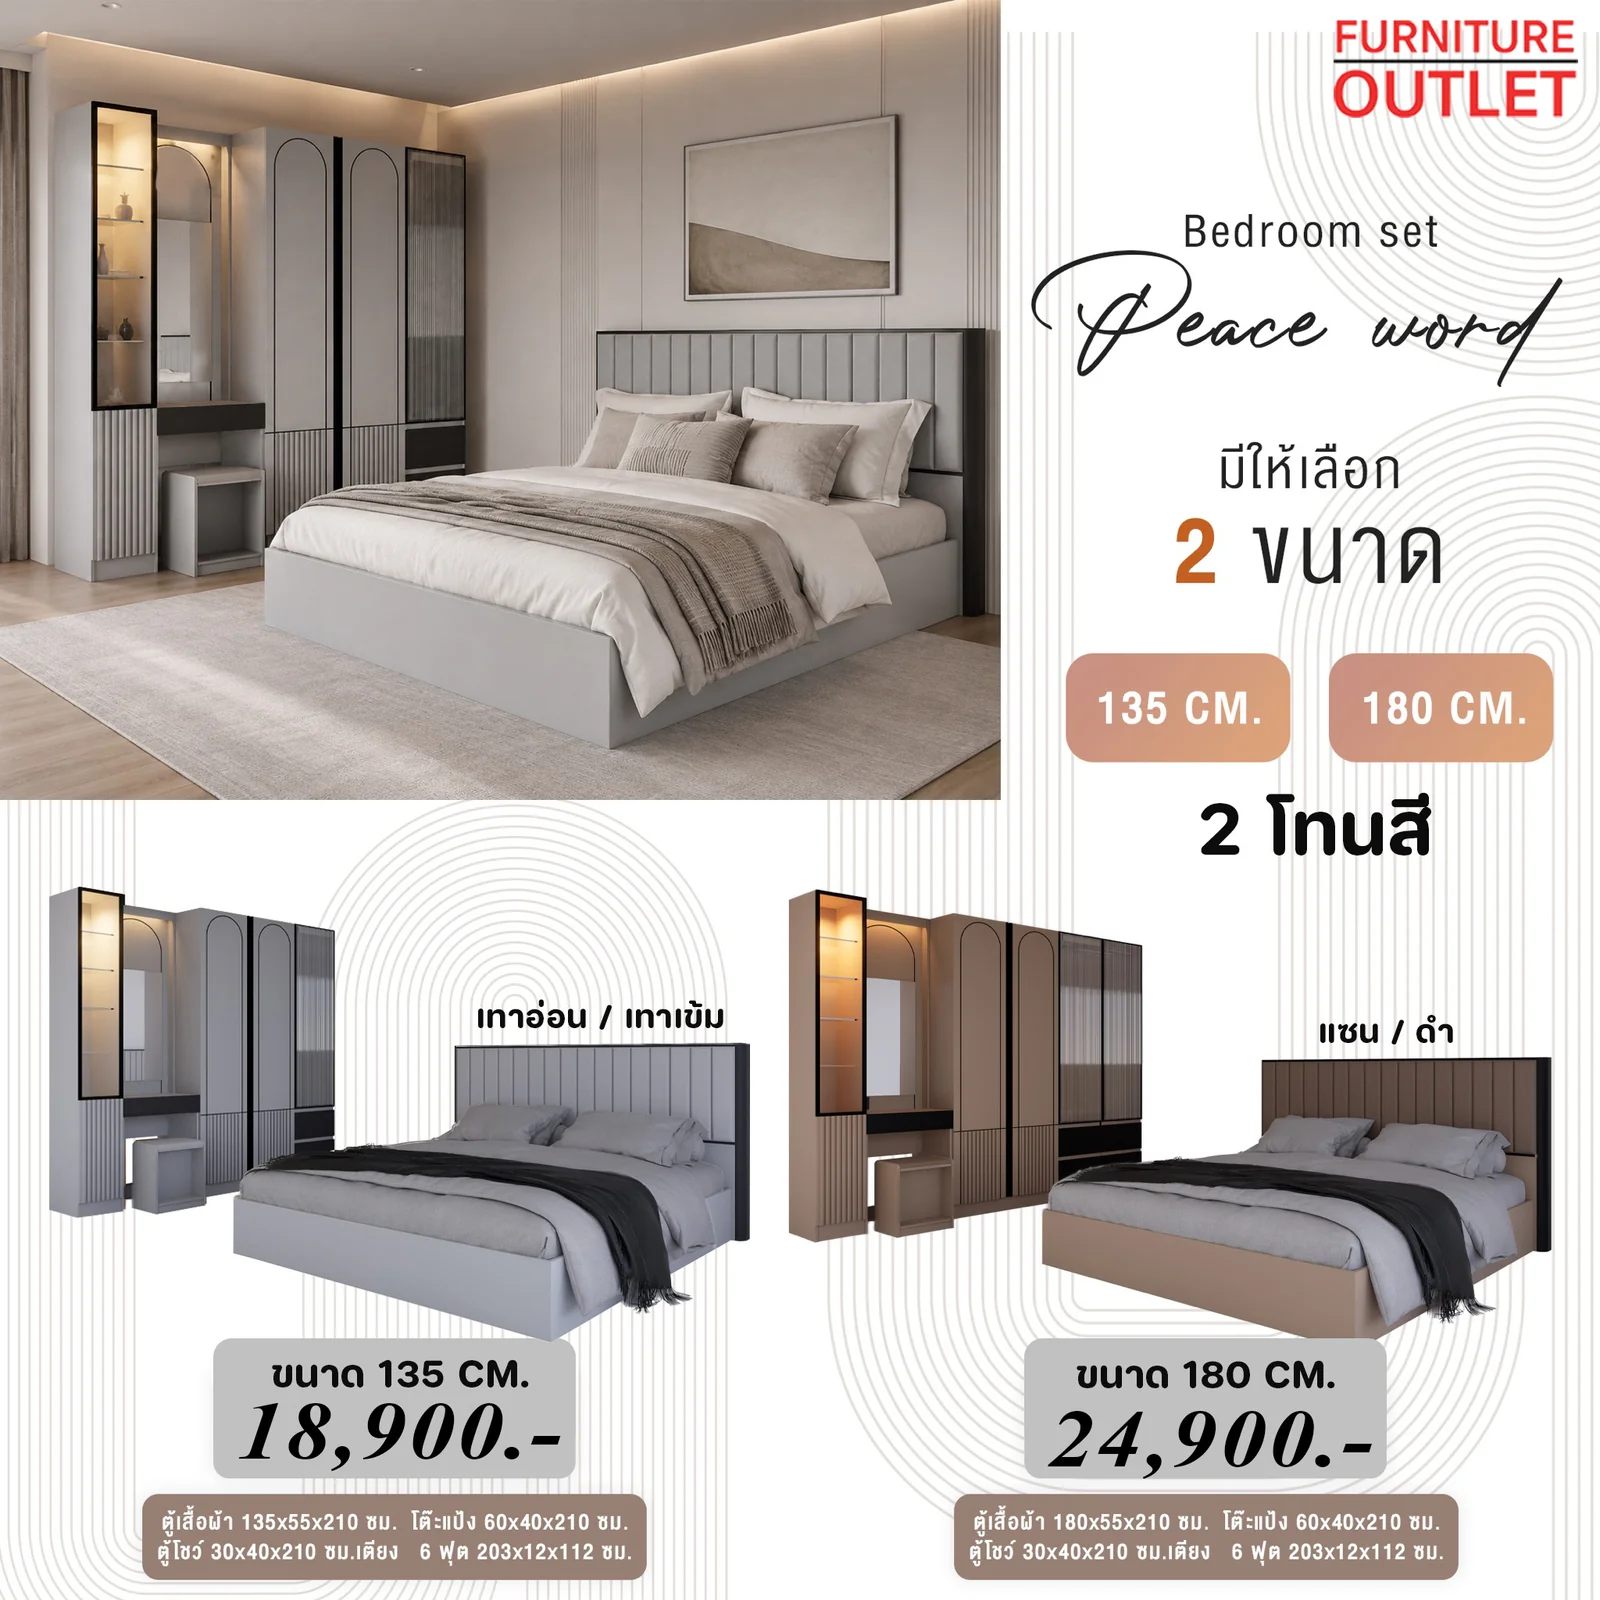 FURNITURE
OUTLET
Bedroom set
Peace word
มีให้เลือก
2 ขนาด
135 CM. 180 CM.
2 โทนสี
เทาอ่อน / เทาเข้ม
แซน / ดำ
ขนาด 135 CM.
18,900.-
ตู้เสื้อผ้า 135x55x210 ซม. โต๊ะแป้ง 60x40x210 ซม.
ตู้โชว์ 30x40x210 ซม.เตียง 6 ฟุต 203x12x112 ซม.
ขนาด 180 CM.
24,900.-
ตู้เสื้อผ้า 180x55x210 ซม. โต๊ะแป้ง 60x40x210 ซม.
ตู้โชว์ 30x40x210 ซม.เตียง 6 ฟุต 203x12x112 ซม.